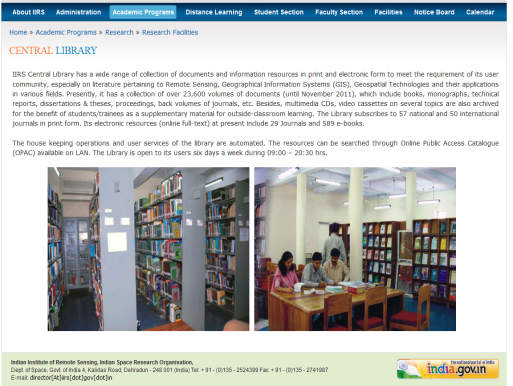 About IIRS Administration Academic Programs Distance Learning Student Section Faculty Section Facilities Notice Board Calendar
Home » Academic Programs » Research » Research Facilities
CENTRAL LIBRARY
IIRS Central Library has a wide range of collection of documents and information resources in print and electronic form to meet the requirement of its user
community, especially on literature pertaining to Remote Sensing, Geographical Information Systems (GIS), Geospatial Technologies and their applications
in various fields. Presently, it has a collection of over 23,600 volumes of documents (until November 2011), which include books, monographs, technical
reports, dissertations & theses, proceedings, back volumes of journals, etc. Besides, multimedia CDs, video cassettes on several topics are also archived
for the benefit of students/trainees as a supplementary material for outside-classroom learning. The Library subscribes to 57 national and 50 international
journals in print form. Its electronic resources (online full-text) at present include 29 Journals and 589 e-books.
The house keeping operations and user services of the library are automated. The resources can be searched through Online Public Access Catalogue
(OPAC) available on LAN. The Library is open to its users six days a week during 09:00 – 20:30 hrs.
Indian Institute of Remote Sensing, Indian Space Research Organisation,
Dept. of Space, Govt. of India 4, Kalidas Road, Dehradun - 248 001 (India) Tel: + 91 - (0)135 - 2524399 Fax: + 91 - (0)135 - 2741987
E-mail: director[At]iirs[dot]gov[dot]in
the national portal of india
india.gov.in